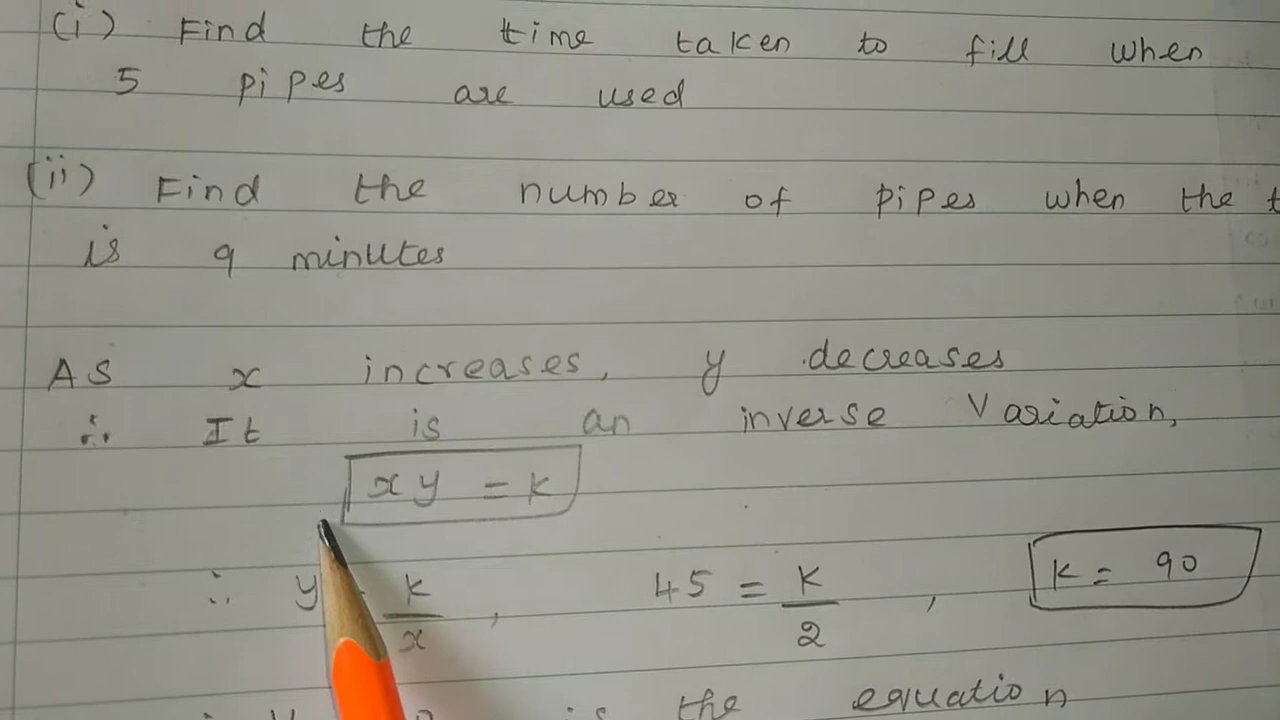 (i) Find the time taken to fill when
5 pipes are used
(ii) Find the number of pipes when the t
is 9 minutes
As x increases, y decreases
∴ It is an inverse variation,
xy = k
∴ y = k/x, 45 = k/2, k = 90
is the equation